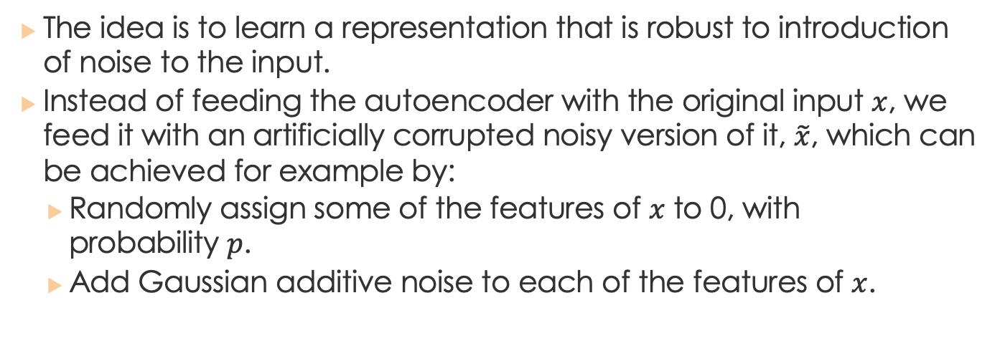 The idea is to learn a representation that is robust to introduction
of noise to the input.
Instead of feeding the autoencoder with the original input x, we
feed it with an artificially corrupted noisy version of it, x̃, which can
be achieved for example by:
Randomly assign some of the features of x to 0, with
probability p.
Add Gaussian additive noise to each of the features of x.